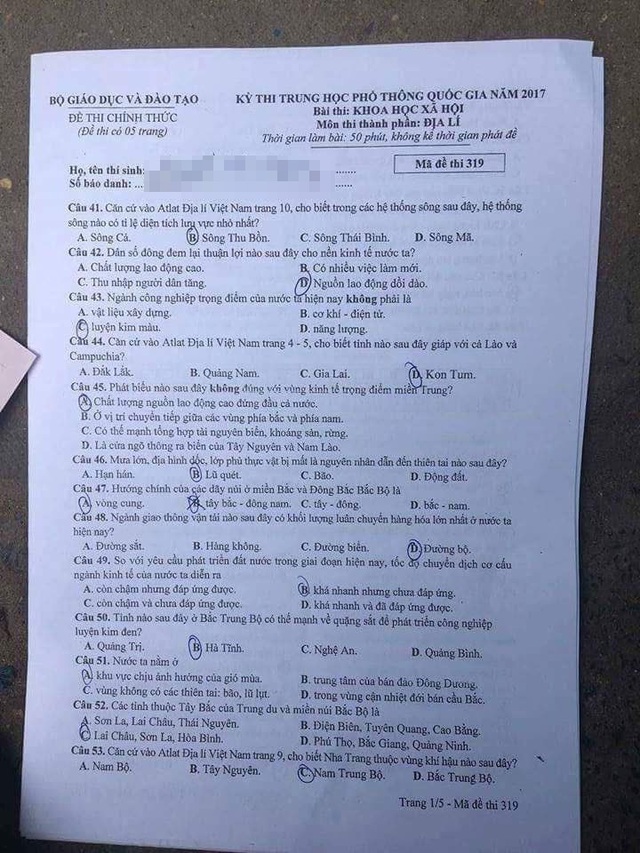 BỘ GIÁO DỤC VÀ ĐÀO TẠO
ĐỀ THI CHÍNH THỨC
(Đề thi có 05 trang)
KỲ THI TRUNG HỌC PHỔ THÔNG QUỐC GIA NĂM 2017
Bài thi: KHOA HỌC XÃ HỘI
Môn thi thành phần: ĐỊA LÍ
Thời gian làm bài: 50 phút, không kể thời gian phát đề
Mã đề thi 319
Họ, tên thí sinh: ......
Số báo danh: ... ......
Câu 41. Căn cứ vào Atlat Địa lí Việt Nam trang 10, cho biết trong các hệ thống sông sau đây, hệ thống
sông nào có tỉ lệ diện tích lưu vực nhỏ nhất?
A. Sông Cả. B. Sông Thu Bồn. C. Sông Thái Bình. D. Sông Mã.
Câu 42. Dân số đông đem lại thuận lợi nào sau đây cho nền kinh tế nước ta?
A. Chất lượng lao động cao. B. Có nhiều việc làm mới.
C. Thu nhập người dân tăng. D. Nguồn lao động dồi dào.
Câu 43. Ngành công nghiệp trọng điểm của nước ta hiện nay không phải là
A. vật liệu xây dựng. B. cơ khí - điện tử.
C. luyện kim màu. D. năng lượng.
Câu 44. Căn cứ vào Atlat Địa lí Việt Nam trang 4 - 5, cho biết tỉnh nào sau đây giáp với cả Lào và
Campuchia?
A. Đắk Lắk. B. Quảng Nam. C. Gia Lai. D. Kon Tum.
Câu 45. Phát biểu nào sau đây không đúng với vùng kinh tế trọng điểm miền Trung?
A. Chất lượng nguồn lao động cao đứng đầu cả nước.
B. Ở vị trí chuyển tiếp giữa các vùng phía bắc và phía nam.
C. Có thế mạnh tổng hợp tài nguyên biển, khoáng sản, rừng.
D. Là cửa ngõ thông ra biển của Tây Nguyên và Nam Lào.
Câu 46. Mưa lớn, địa hình dốc, lớp phủ thực vật bị mất là nguyên nhân dẫn đến thiên tai nào sau đây?
A. Hạn hán. B. Lũ quét. C. Bão. D. Động đất.
Câu 47. Hướng chính của các dãy núi ở miền Bắc và Đông Bắc Bắc Bộ là
A. vòng cung. B. tây bắc - đông nam. C. tây - đông. D. bắc - nam.
Câu 48. Ngành giao thông vận tải nào sau đây có khối lượng luân chuyển hàng hóa lớn nhất ở nước ta
hiện nay?
A. Đường sắt. B. Hàng không. C. Đường biển. D. Đường bộ.
Câu 49. So với yêu cầu phát triển đất nước trong giai đoạn hiện nay, tốc độ chuyển dịch cơ cấu
ngành kinh tế của nước ta diễn ra
A. còn chậm nhưng đáp ứng được. B. khá nhanh nhưng chưa đáp ứng.
C. còn chậm và chưa đáp ứng được. D. khá nhanh và đã đáp ứng được.
Câu 50. Tỉnh nào sau đây ở Bắc Trung Bộ có thế mạnh về quặng sắt để phát triển công nghiệp
luyện kim đen?
A. Quảng Trị. B. Hà Tĩnh. C. Nghệ An. D. Quảng Bình.
Câu 51. Nước ta nằm ở
A. khu vực chịu ảnh hưởng của gió mùa. B. trung tâm của bán đảo Đông Dương.
C. vùng không có các thiên tai: bão, lũ lụt. D. trong vùng cận nhiệt đới bán cầu Bắc.
Câu 52. Các tỉnh thuộc Tây Bắc của Trung du và miền núi Bắc Bộ là
A. Sơn La, Lai Châu, Thái Nguyên. B. Điện Biên, Tuyên Quang, Cao Bằng.
C. Lai Châu, Sơn La, Hòa Bình. D. Phú Thọ, Bắc Giang, Quảng Ninh.
Câu 53. Căn cứ vào Atlat Địa lí Việt Nam trang 9, cho biết Nha Trang thuộc vùng khí hậu nào sau đây?
A. Nam Bộ. B. Tây Nguyên. C. Nam Trung Bộ. D. Bắc Trung Bộ.
Trang 1/5 - Mã đề thi 319